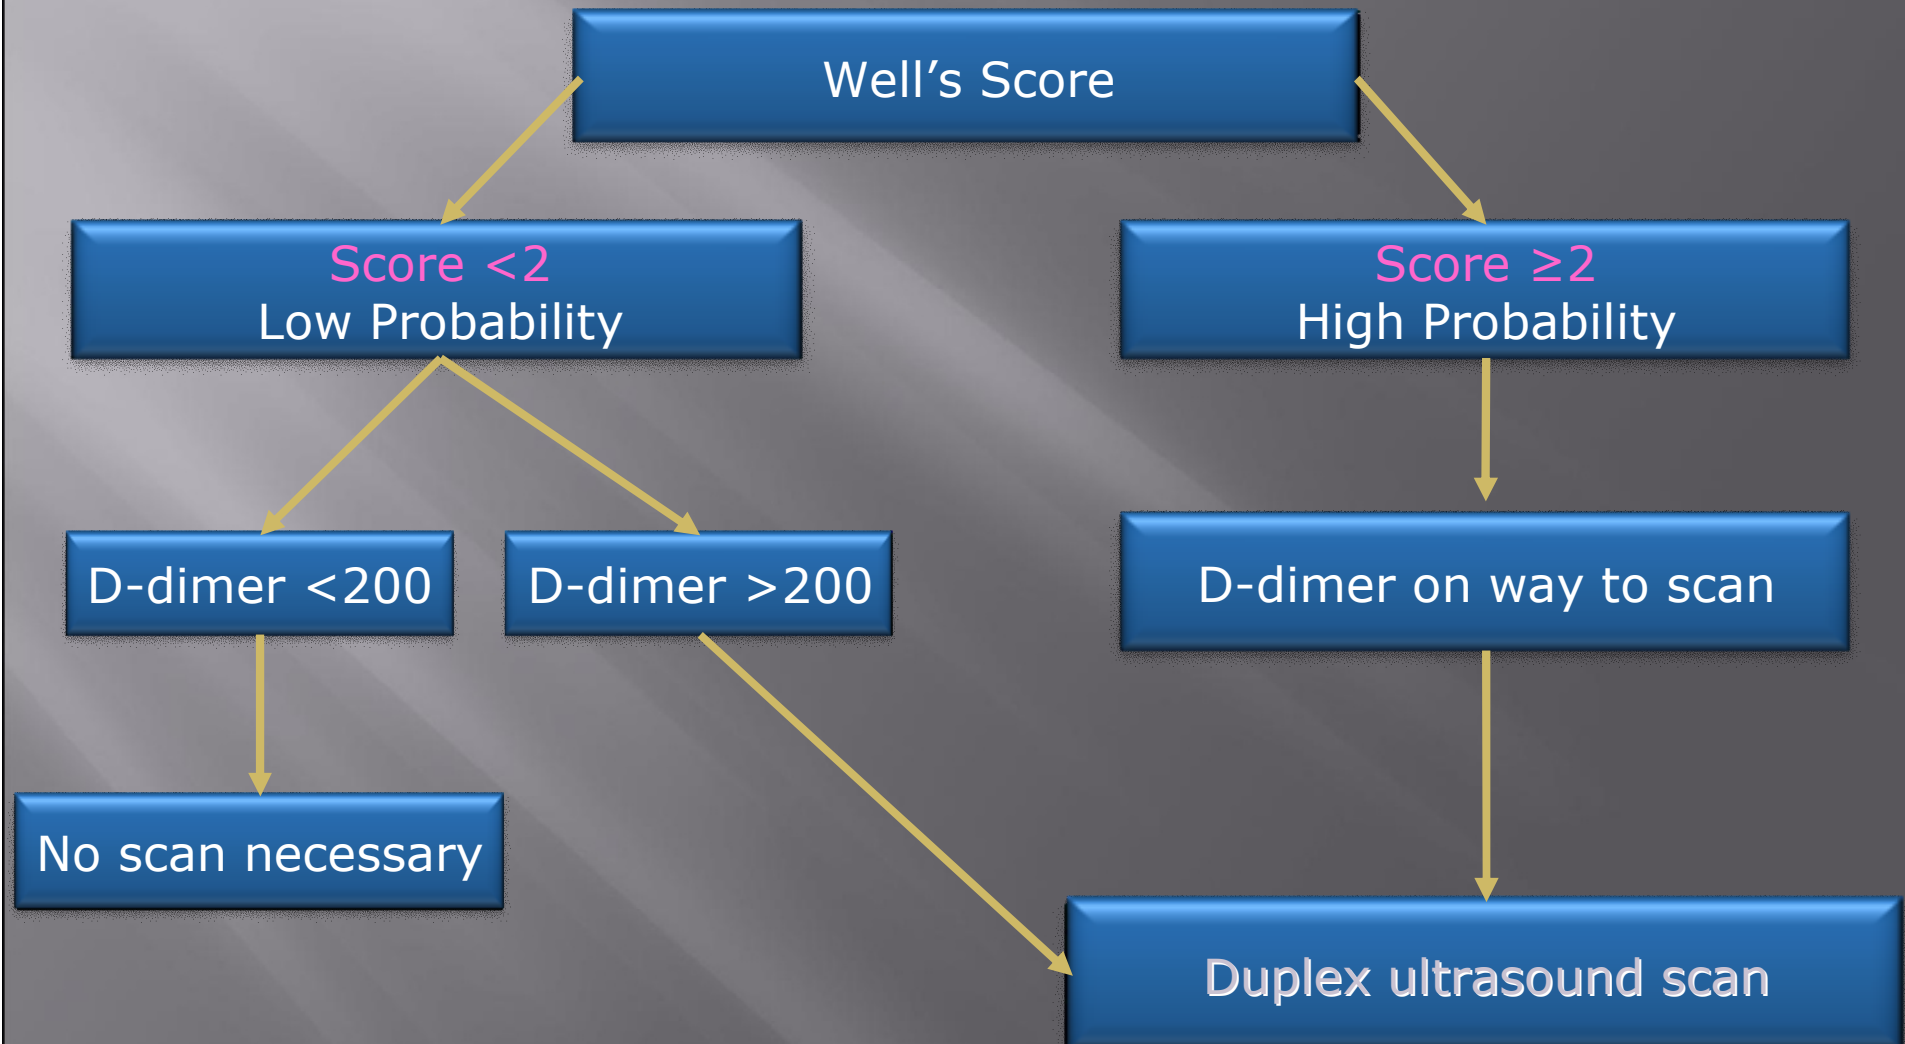 Well’s Score
Score <2
Low Probability
Score ≥2
High Probability
D-dimer <200
D-dimer >200
D-dimer on way to scan
No scan necessary
Duplex ultrasound scan